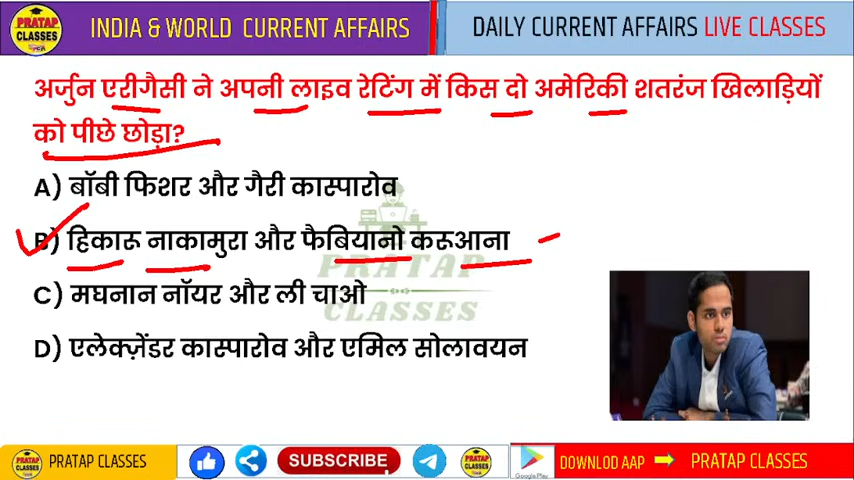 PRATAP CLASSES
INDIA & WORLD CURRENT AFFAIRS
DAILY CURRENT AFFAIRS LIVE CLASSES
अर्जुन एरीगैसी ने अपनी लाइव रेटिंग में किस दो अमेरिकी शतरंज खिलाड़ियों
को पीछे छोड़ा?
A) बॉबी फिशर और गैरी कास्पारोव
B) हिकारू नाकामुरा और फैबियानो करूआना
C) मघनान नॉयर और ली चाओ
D) एलेक्ज़ेंडर कास्पारोव और एमिल सोलावयन
PRATAP
CLASSES
PRATAP CLASSES
SUBSCRIBE
Google Play
DOWNLOD AAP
PRATAP CLASSES